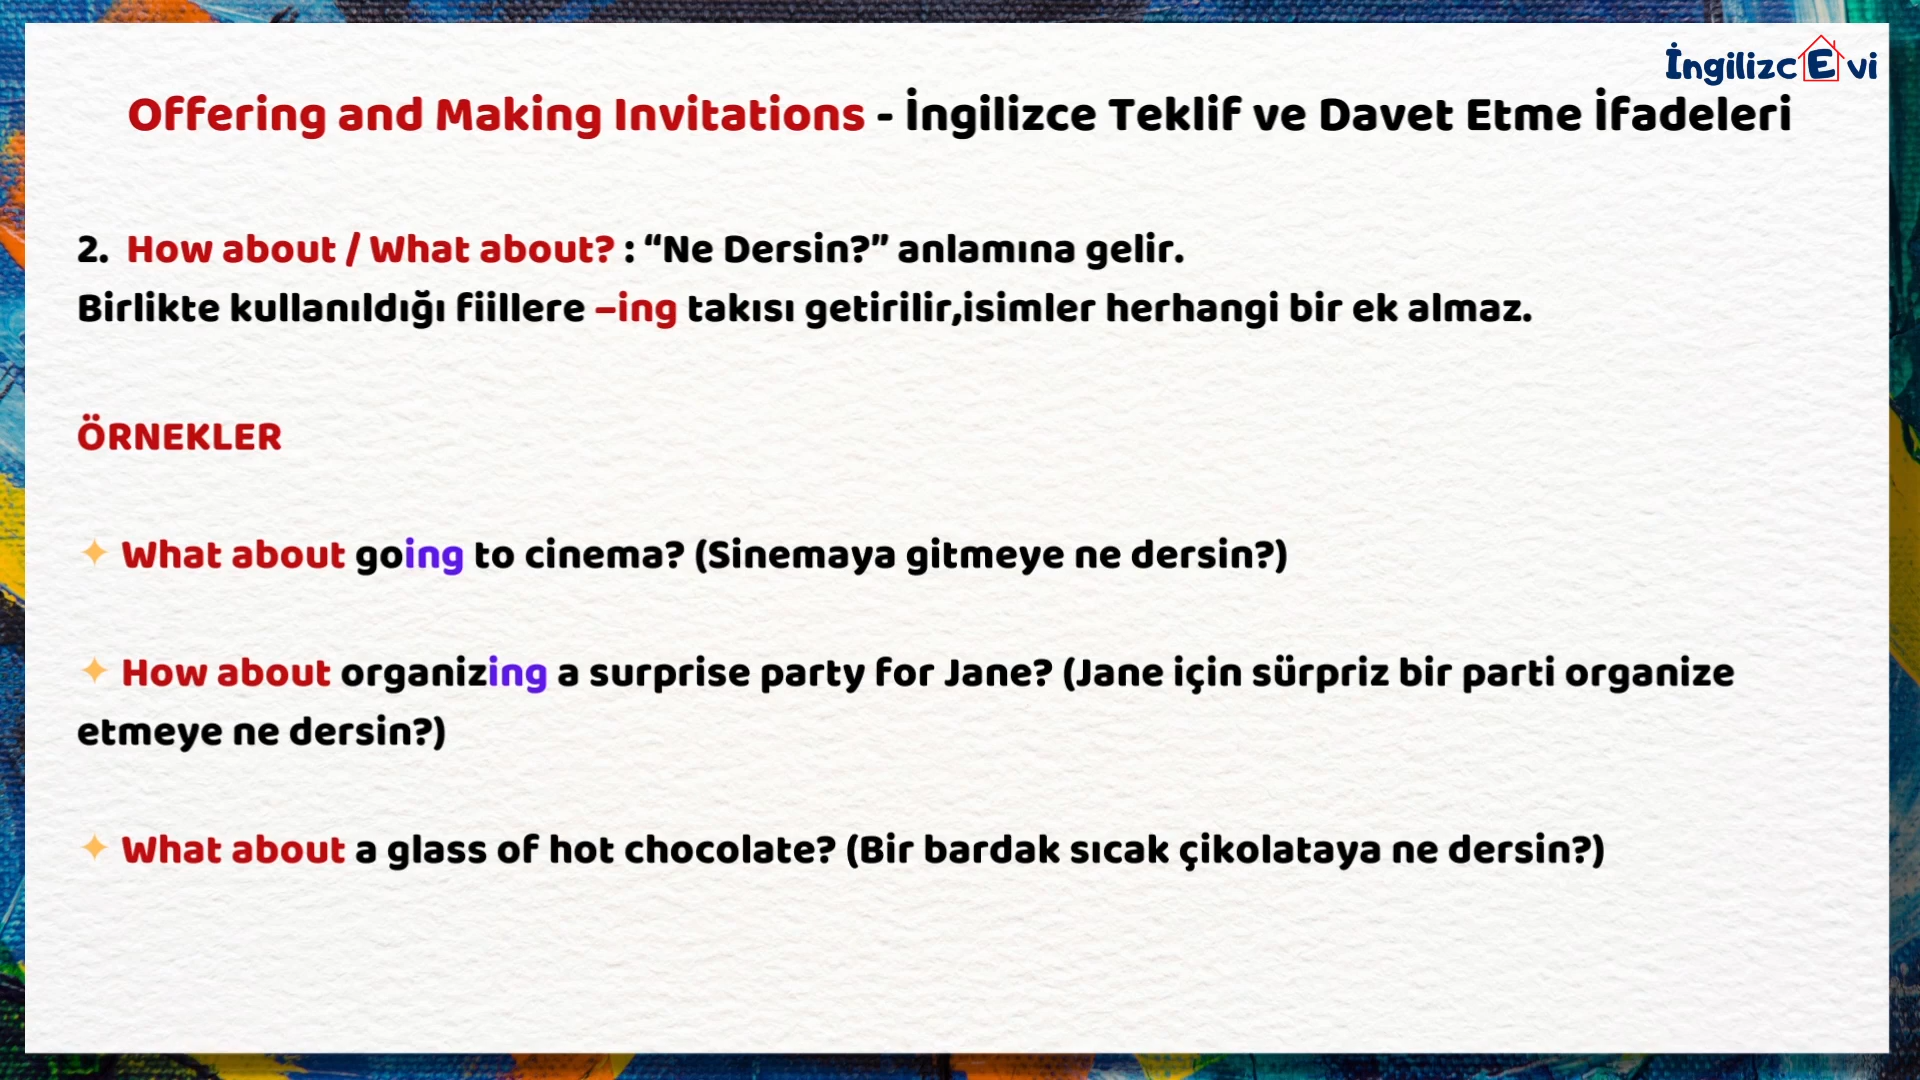 İngilizcEvi
Offering and Making Invitations - İngilizce Teklif ve Davet Etme İfadeleri
2. How about / What about? : “Ne Dersin?” anlamına gelir.
Birlikte kullanıldığı fiillere –ing takısı getirilir,isimler herhangi bir ek almaz.
ÖRNEKLER
✦ What about going to cinema? (Sinemaya gitmeye ne dersin?)
✦ How about organizing a surprise party for Jane? (Jane için sürpriz bir parti organize
etmeye ne dersin?)
✦ What about a glass of hot chocolate? (Bir bardak sıcak çikolataya ne dersin?)